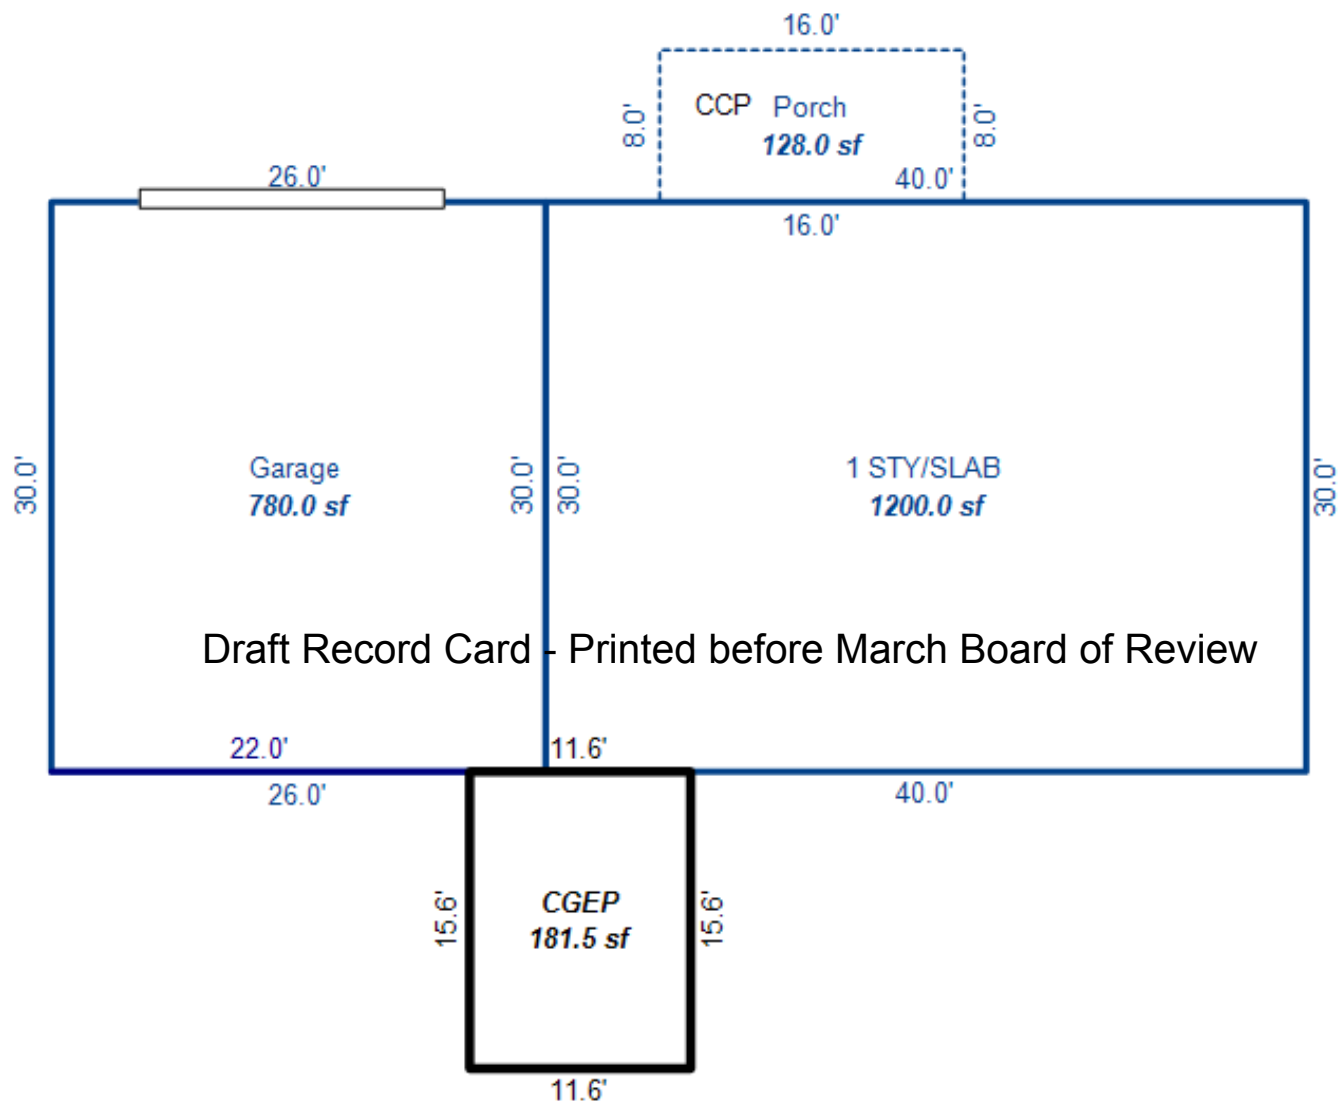 16.0'
8.0'
CCP Porch
128.0 sf
8.0'
26.0'
40.0'
16.0'
30.0'
Garage
780.0 sf
30.0'
30.0'
1 STY/SLAB
1200.0 sf
30.0'
Draft Record Card - Printed before March Board of Review
22.0'
11.6'
26.0'
40.0'
15.6'
CGEP
181.5 sf
15.6'
11.6'